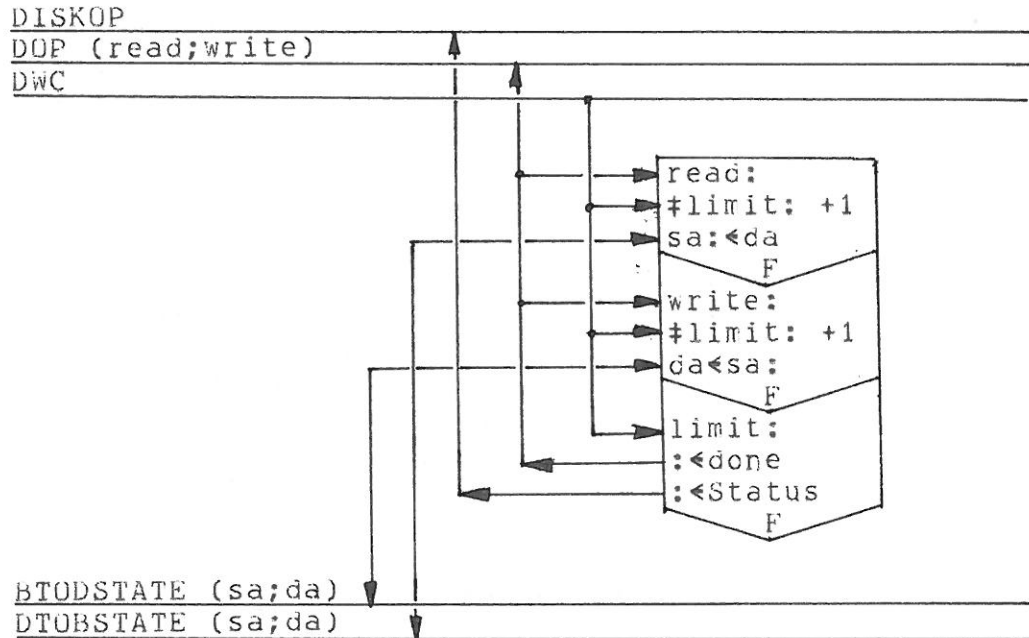 DISKOP
DOP (read;write)
DWC
read:
‡limit: +1
sa:<da
F
write:
‡limit: +1
da<sa:
F
limit:
:<done
:<Status
F
BTODSTATE (sa;da)
DTOBSTATE (sa;da)